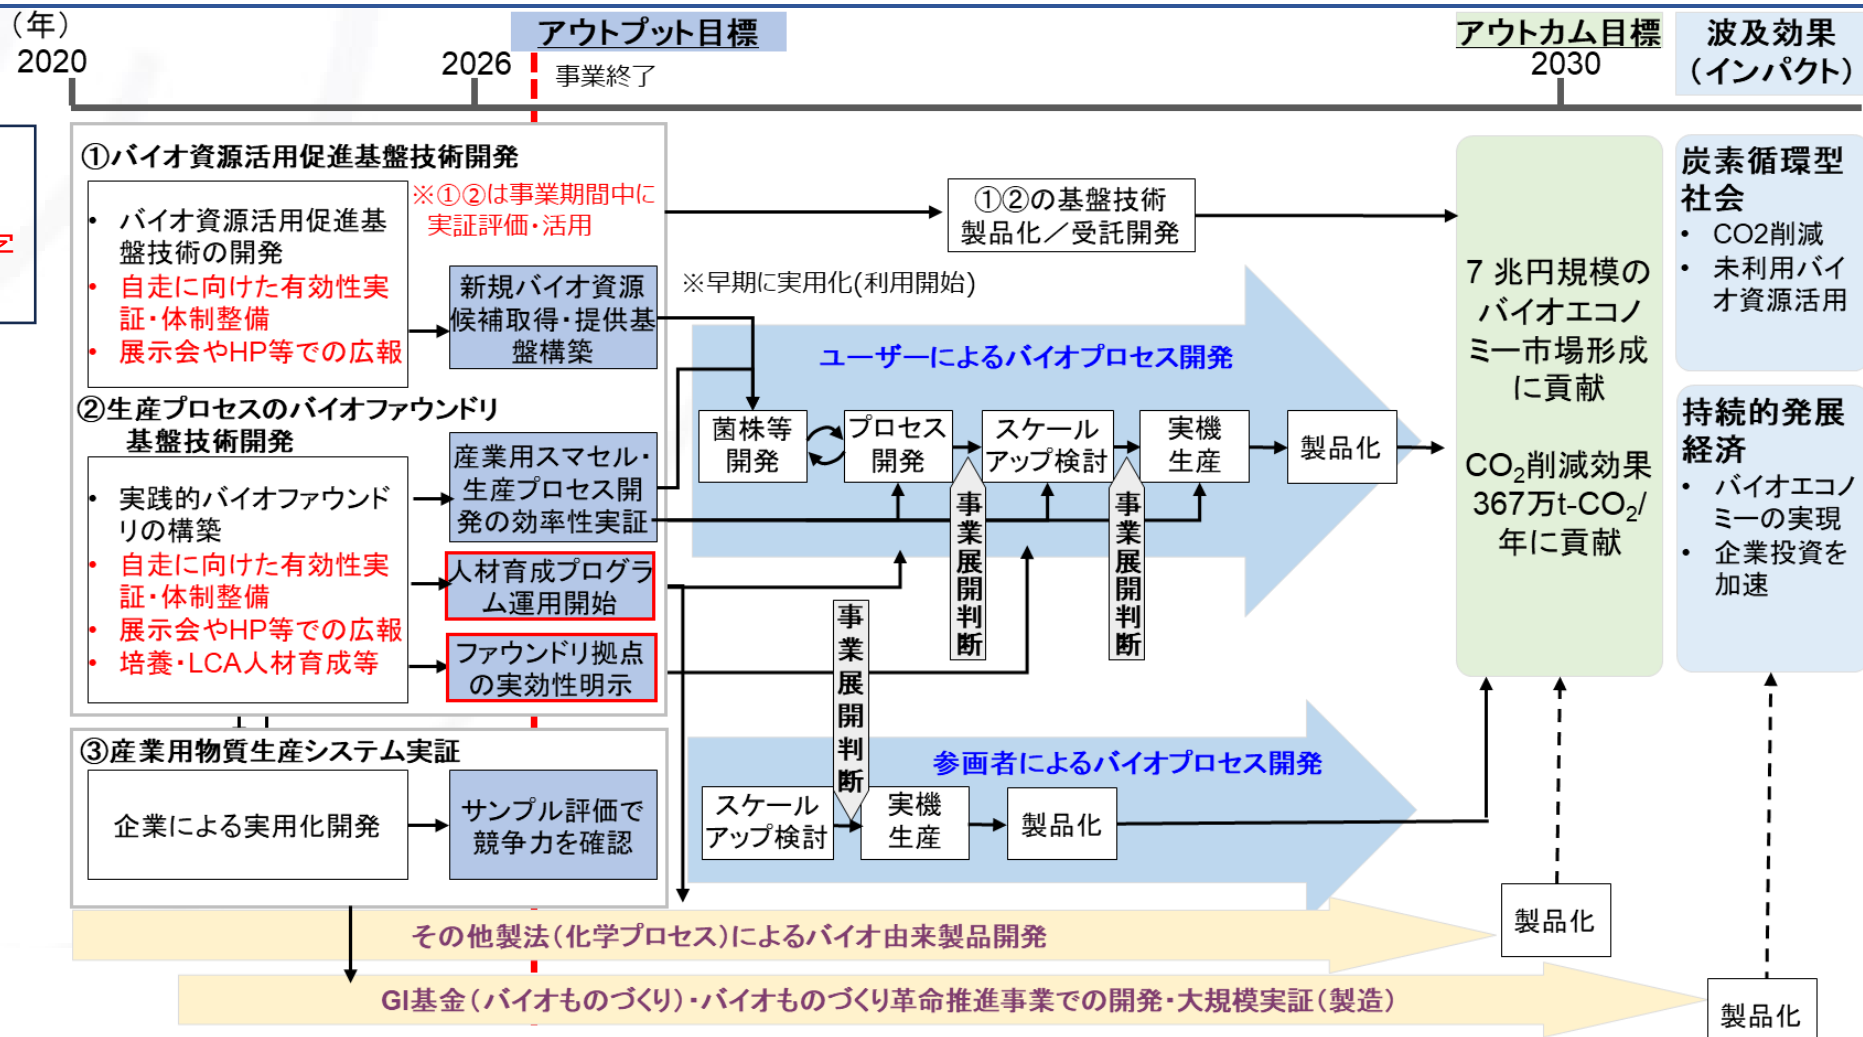 (年)
2020
2026
アウトプット目標
事業終了
アウトカム目標
2030
波及効果
(インパクト)
①バイオ資源活用促進基盤技術開発
• バイオ資源活用促進基
盤技術の開発
• 自走に向けた有効性実
証・体制整備
• 展示会やHP等での広報
※①②は事業期間中に
実証評価・活用
新規バイオ資源
候補取得・提供基
盤構築
②生産プロセスのバイオファウンドリ
基盤技術開発
• 実践的バイオファウンド
リの構築
• 自走に向けた有効性実
証・体制整備
• 展示会やHP等での広報
• 培養・LCA人材育成等
産業用スマセル・
生産プロセス開
発の効率性実証
人材育成プログラ
ム運用開始
ファウンドリ拠点
の実効性明示
③産業用物質生産システム実証
企業による実用化開発
サンプル評価で
競争力を確認
①②の基盤技術
製品化/受託開発
※早期に実用化(利用開始)
ユーザーによるバイオプロセス開発
菌株等
開発
プロセス
開発
スケール
アップ検討
実機
生産
製品化
事業展開判断
事業展開判断
事業展開判断
参画者によるバイオプロセス開発
スケール
アップ検討
実機
生産
製品化
7 兆円規模の
バイオエコノ
ミー市場形成
に貢献
CO₂削減効果
367万t-CO₂/
年に貢献
炭素循環型
社会
• CO2削減
• 未利用バイ
オ資源活用
持続的発展
経済
• バイオエコノ
ミーの実現
• 企業投資を
加速
その他製法(化学プロセス)によるバイオ由来製品開発
製品化
GI基金(バイオものづくり)・バイオものづくり革命推進事業での開発・大規模実証(製造)
製品化